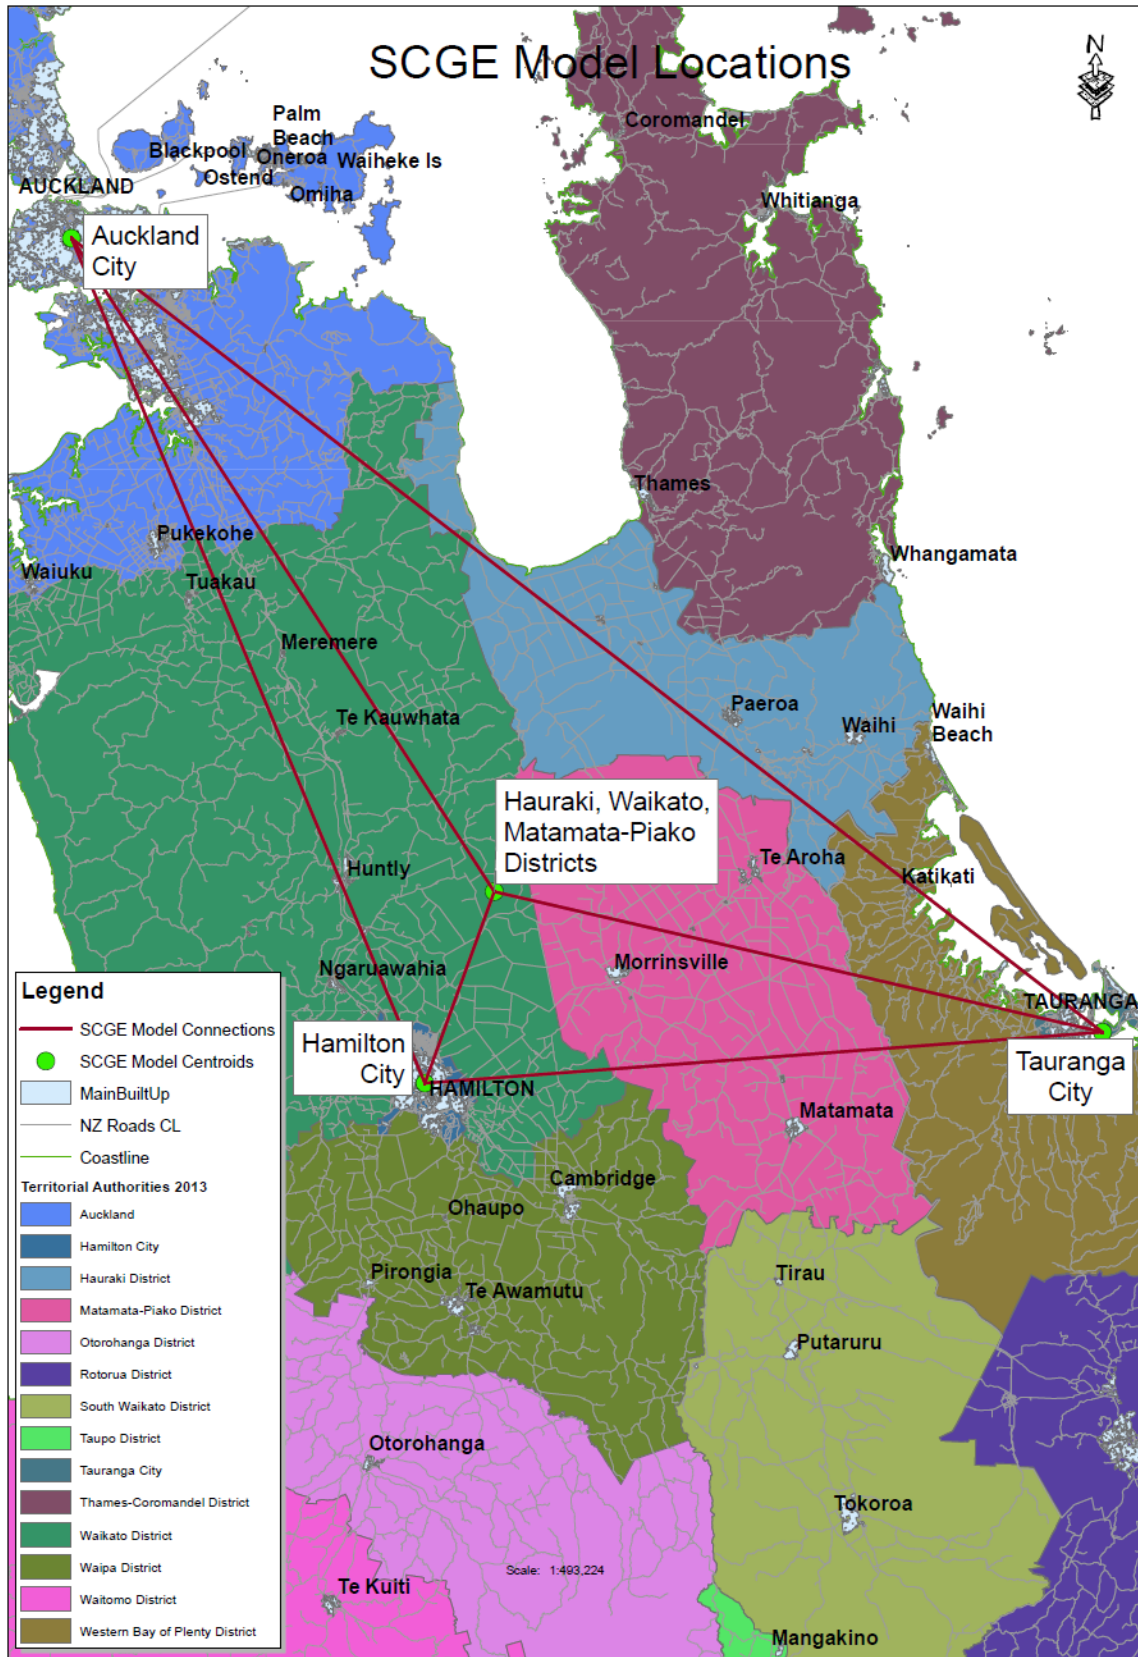 SCGE Model Locations
N
Coromandel
Palm
Beach
Blackpool
Oneroa
Waiheke Is
Ostend
Omiha
AUCKLAND
Whitianga
Auckland
City
Thames
Pukekohe
Whangamata
Waiuku
Tuakau
Meremere
Paeroa
Te Kauwhata
Waihi
Waihi
Beach
Hauraki, Waikato,
Matamata-Piako
Districts
Te Aroha
Huntly
Katikati
Morrinsville
Ngaruawahia
TAURANGA
Hamilton
City
HAMILTON
Tauranga
City
Matamata
Cambridge
Ohaupo
Pirongia
Te Awamutu
Tirau
Putaruru
Otorohanga
Tokoroa
Scale: 1:493,224
Te Kuiti
Mangakino
Legend
SCGE Model Connections
SCGE Model Centroids
MainBuiltUp
NZ Roads CL
Coastline
Territorial Authorities 2013
Auckland
Hamilton City
Hauraki District
Matamata-Piako District
Otorohanga District
Rotorua District
South Waikato District
Taupo District
Tauranga City
Thames-Coromandel District
Waikato District
Waipa District
Waitomo District
Western Bay of Plenty District